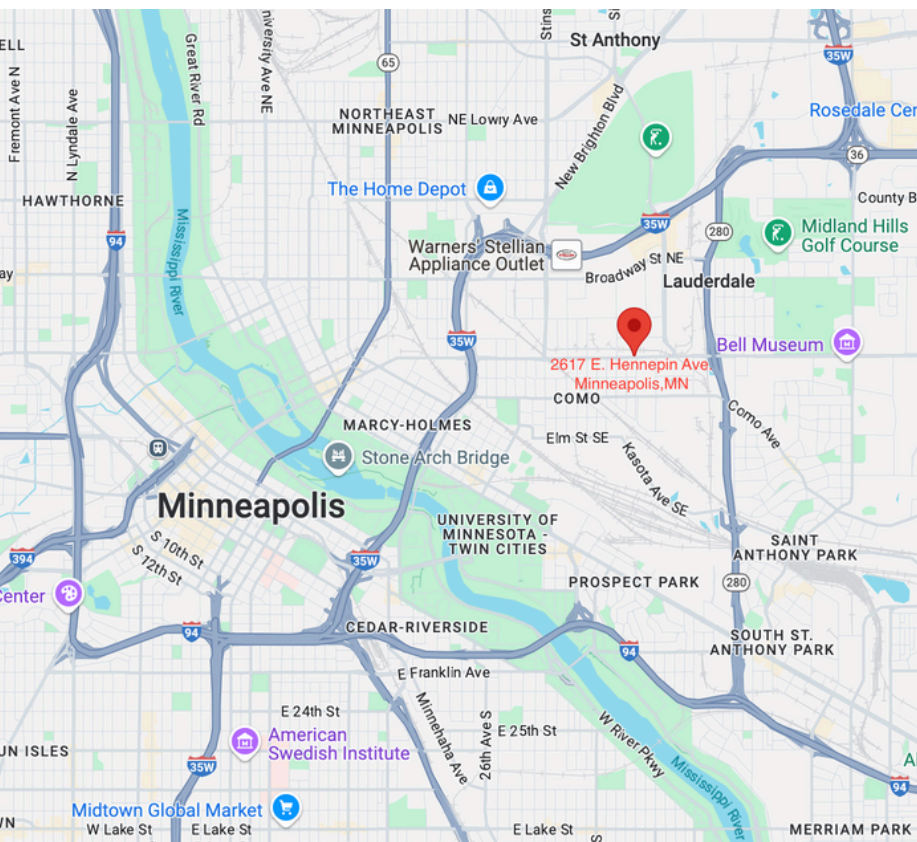 Great River Rd
University Ave NE
St Anthony
35W
65
Fremont Ave N
N Lyndale Ave
NORTHEAST
MINNEAPOLIS
NE Lowry Ave
New Brighton Blvd
36
HAWTHORNE
The Home Depot
94
Mississippi River
35W
280
Midland Hills
Golf Course
Warners' Stellian
Appliance Outlet
Broadway St NE
Lauderdale
35W
Bell Museum
2617 E. Hennepin Ave
Minneapolis,MN
COMO
Como Ave
MARCY-HOLMES
Elm St SE
Stone Arch Bridge
Kasota Ave SE
Minneapolis
UNIVERSITY OF
MINNESOTA -
TWIN CITIES
S 10th St
S 12th St
SAINT
ANTHONY PARK
394
35W
PROSPECT PARK
280
Center
94
CEDAR-RIVERSIDE
94
SOUTH ST.
ANTHONY PARK
E Franklin Ave
Minnehaha Ave
26th Ave S
E 24th St
E 25th St
W River Pkwy
American
Swedish Institute
UN ISLES
35W
Mississippi River
94
Midtown Global Market
W Lake St
E Lake St
E Lake St
MERRIAM PARK